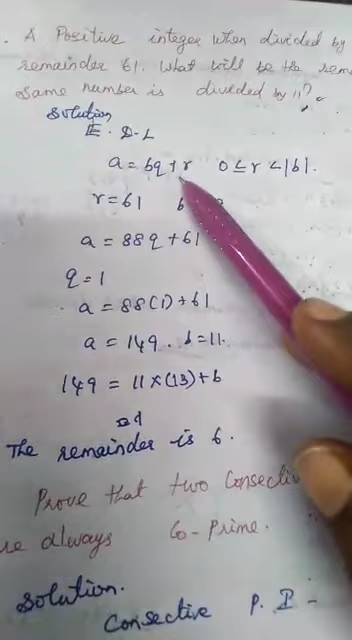 . A Positive integer when divided by
remainder 61. What will be the rem
Same number is divided by 11?
Solution
E. D. L
a = bq + r 0 ≤ r < |b|.
r = 61 b
a = 88q + 61
q = 1
a = 88(1) + 61
a = 149. b = 11.
149 = 11 × (13) + 6
The remainder is 6.
Prove that two Consecti
re always Co-Prime.
Solution.
Consective P. I -